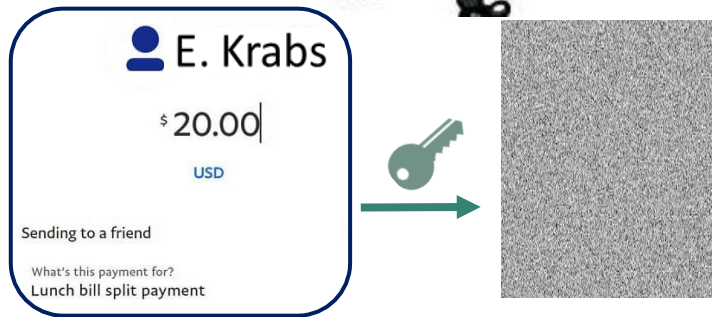 E. Krabs
$ 20.00
USD
Sending to a friend
What's this payment for?
Lunch bill split payment